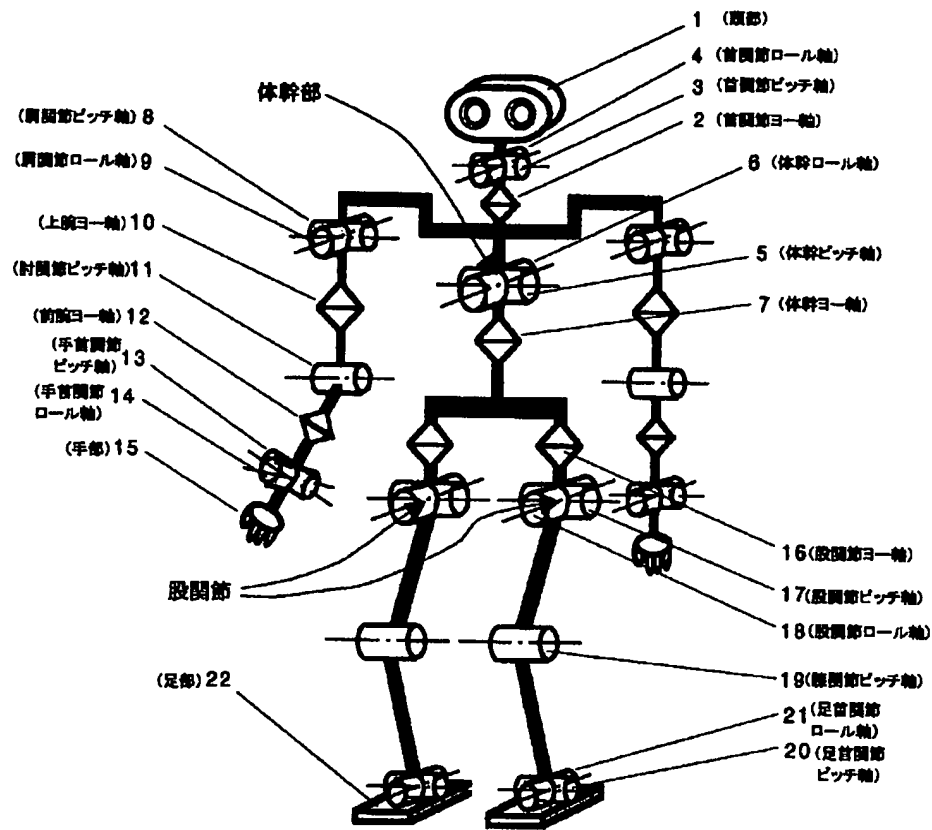 1 (頭部)
4 (首関節ロール軸)
3 (首関節ピッチ軸)
2 (首関節ヨー軸)
体幹部
6 (体幹ロール軸)
5 (体幹ピッチ軸)
7 (体幹ヨー軸)
(肩関節ピッチ軸)8
(肩関節ロール軸)9
(上腕ヨー軸)10
(肘関節ピッチ軸)11
(前腕ヨー軸)12
(手首関節
ピッチ軸)13
(手首関節
ロール軸)14
(手部)15
股関節
16(股関節ヨー軸)
17(股関節ピッチ軸)
18(股関節ロール軸)
19(膝関節ピッチ軸)
(足部)22
21(足首関節
ロール軸)
20(足首関節
ピッチ軸)